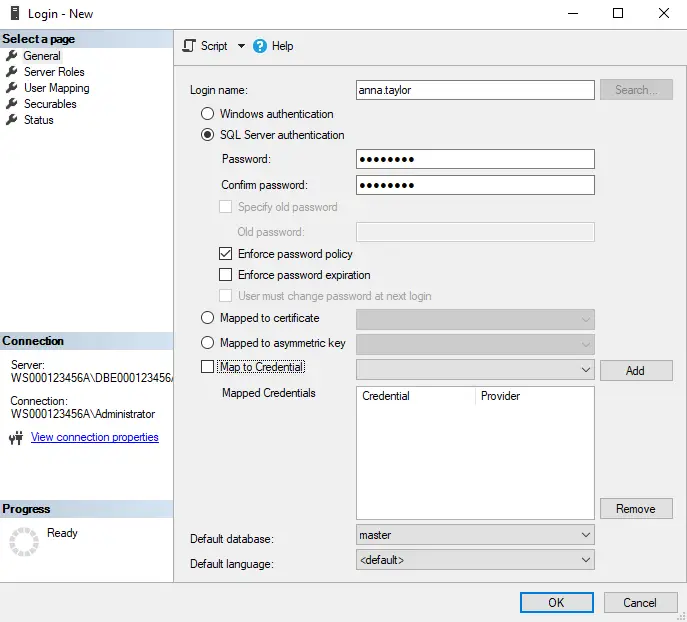 Login - New
Select a page
General
Server Roles
User Mapping
Securables
Status
Connection
Server:
WS000123456A\DBE000123456A
Connection:
WS000123456A\Administrator
View connection properties
Progress
Ready
Script
Help
Login name:
anna.taylor
Search...
Windows authentication
SQL Server authentication
Password:
●●●●●●●●
Confirm password:
●●●●●●●●
Specify old password
Old password:
Enforce password policy
Enforce password expiration
User must change password at next login
Mapped to certificate
Mapped to asymmetric key
Map to Credential
Add
Mapped Credentials
Credential Provider
Remove
Default database:
master
Default language:
<default>
OK Cancel